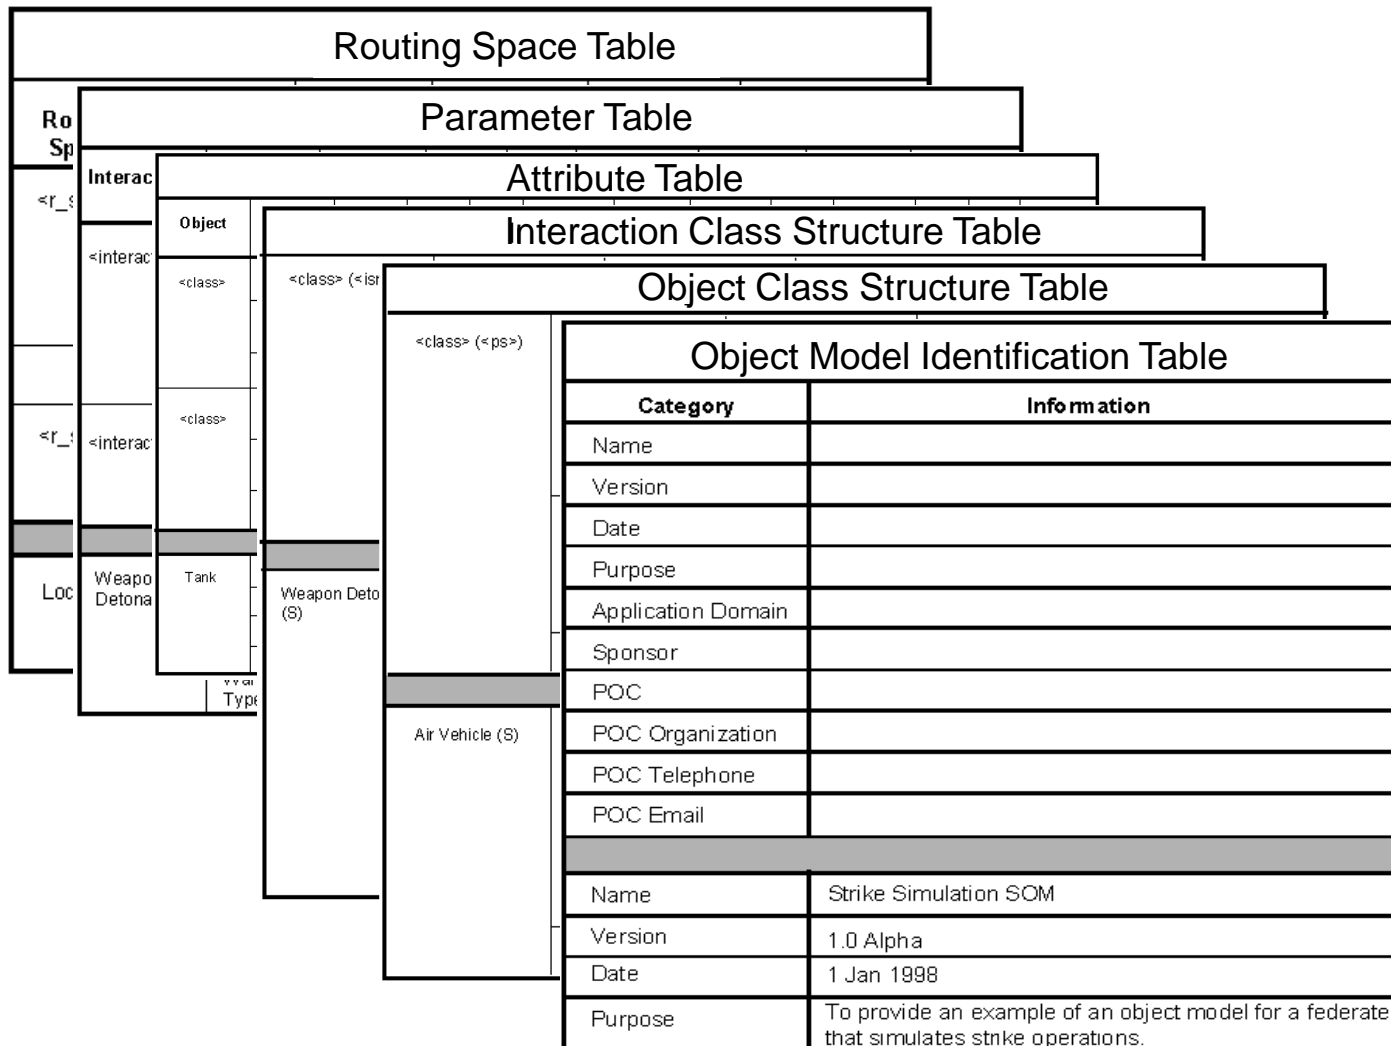 Routing Space Table
Parameter Table
Attribute Table
Interaction Class Structure Table
Object Class Structure Table
Object Model Identification Table
Ro
Sp
<r_s
<r_s
Loc
Interac
<interac
<interac
Weapo
Detona
Type
Object
<class>
<class>
Tank
<class> (<isr
Weapon Deto
(S)
<class> (<ps>)
Air Vehicle (S)
Category Information
Name
Version
Date
Purpose
Application Domain
Sponsor
POC
POC Organization
POC Telephone
POC Email
Name Strike Simulation SOM
Version 1.0 Alpha
Date 1 Jan 1998
Purpose To provide an example of an object model for a federate
that simulates strike operations.